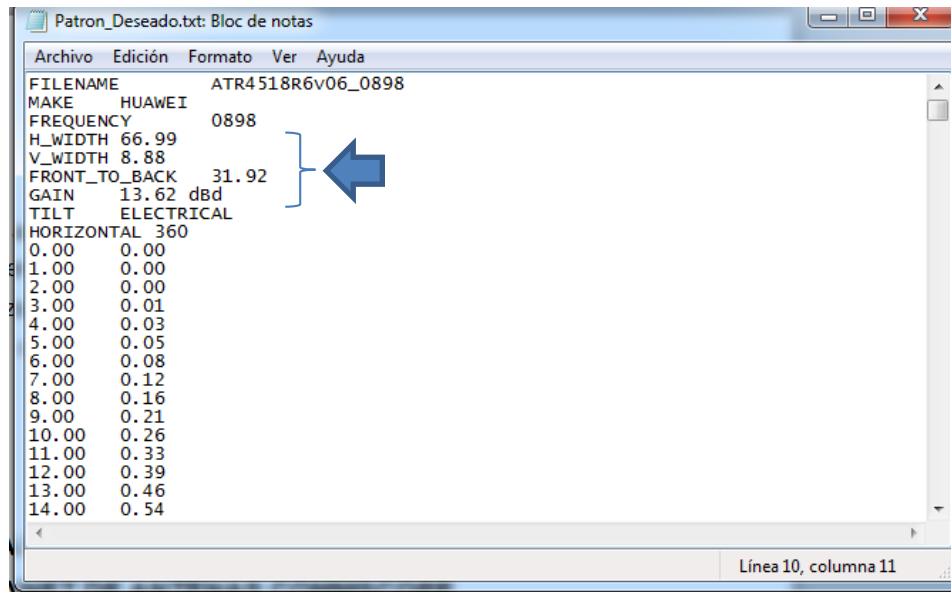 Patron_Deseado.txt: Bloc de notas
Archivo Edición Formato Ver Ayuda
FILENAME ATR4518R6v06_0898
MAKE HUAWEI
FREQUENCY 0898
H_WIDTH 66.99
V_WIDTH 8.88
FRONT_TO_BACK 31.92
GAIN 13.62 dBd
TILT ELECTRICAL
HORIZONTAL 360
0.00 0.00
1.00 0.00
2.00 0.00
3.00 0.01
4.00 0.03
5.00 0.05
6.00 0.08
7.00 0.12
8.00 0.16
9.00 0.21
10.00 0.26
11.00 0.33
12.00 0.39
13.00 0.46
14.00 0.54
Línea 10, columna 11